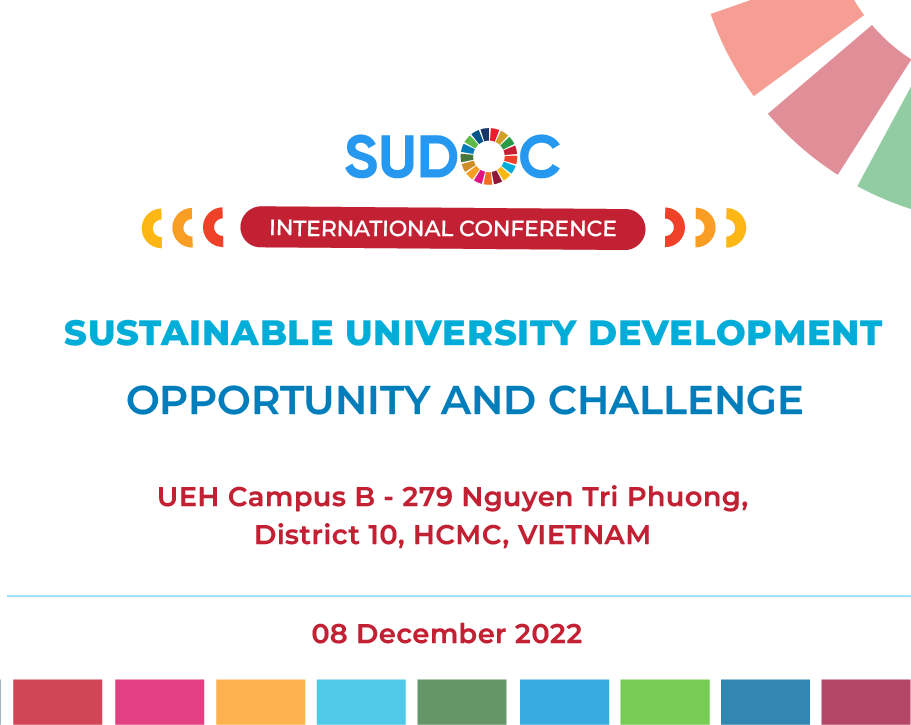 SUDOC
INTERNATIONAL CONFERENCE
SUSTAINABLE UNIVERSITY DEVELOPMENT
OPPORTUNITY AND CHALLENGE
UEH Campus B - 279 Nguyen Tri Phuong,
District 10, HCMC, VIETNAM
08 December 2022